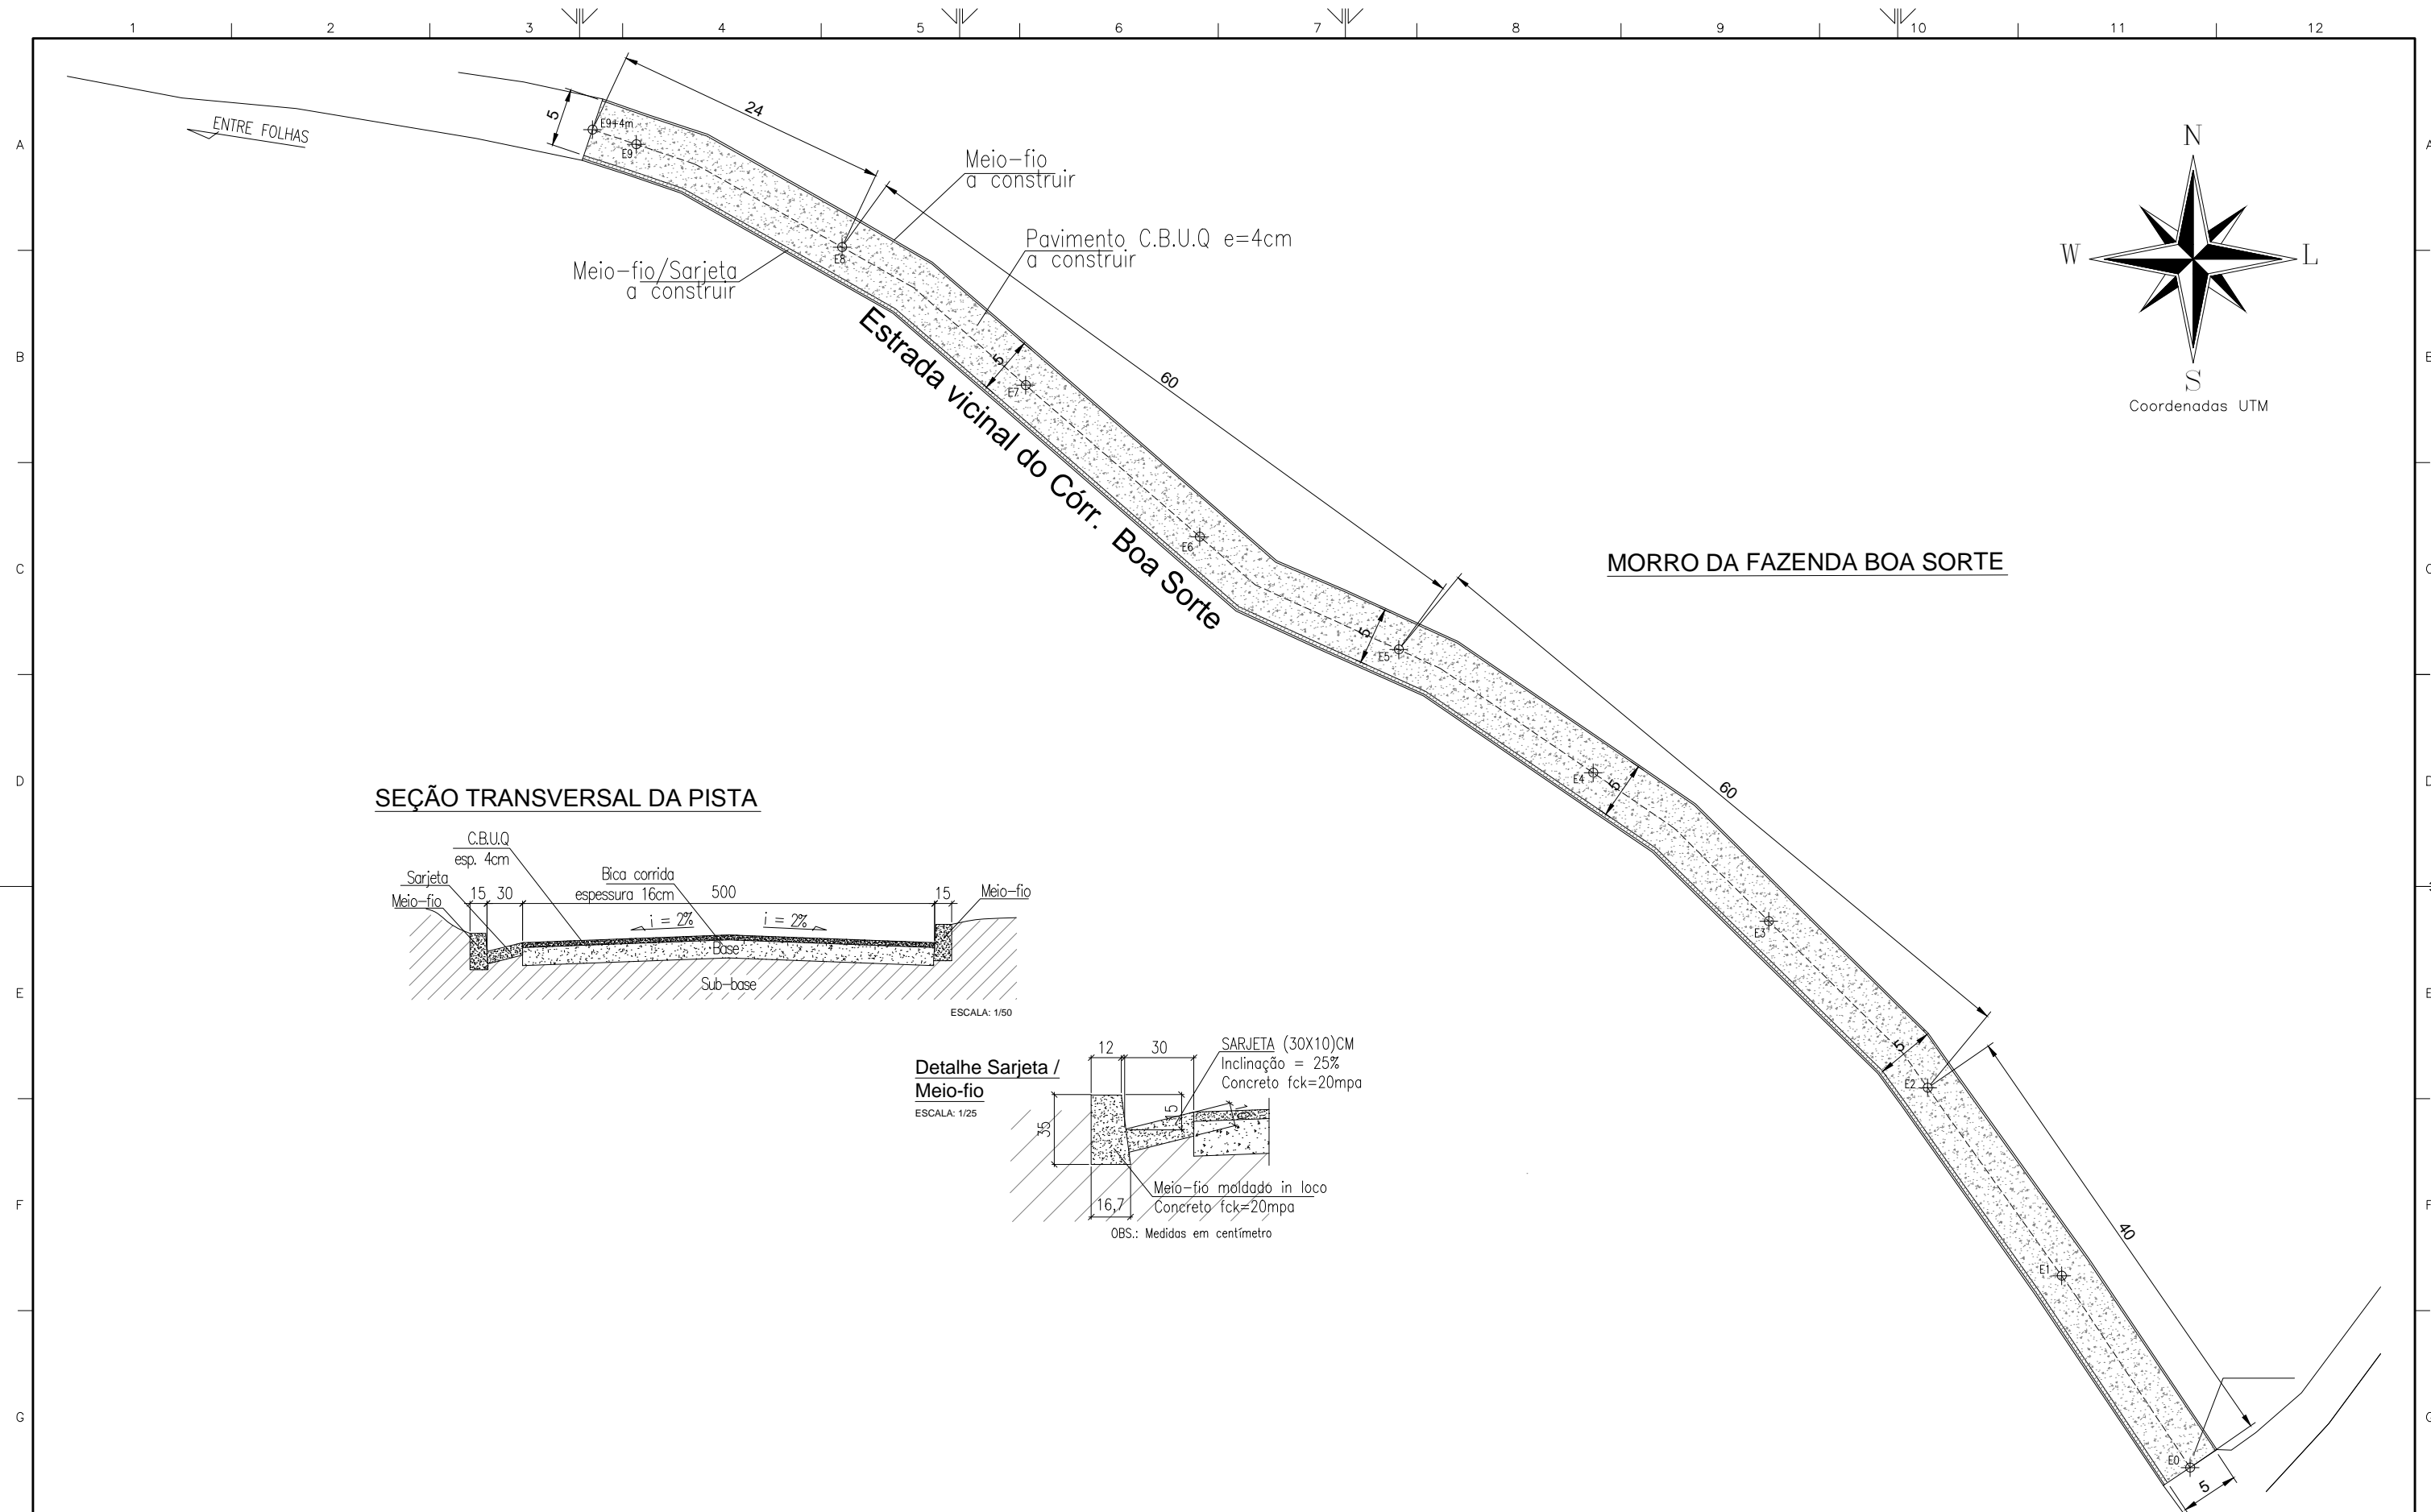 1 2 3 4 5 6 7 8 9 10 11 12
A
B
C
D
E
F
G
A
B
D
E
F
ENTRE FOLHAS
5
24
E9+4m
E9
Meio-fio
a construir
Pavimento C.B.U.Q e=4cm
a construir
Meio-fio/Sarjeta
a construir
E8
N
W
L
S
Coordenadas UTM
60
5
E7
Estrada vicinal do Córr. Boa Sorte
E6
MORRO DA FAZENDA BOA SORTE
5
E5
60
E4
5
E3
5
E2
40
E1
E0
5
SEÇÃO TRANSVERSAL DA PISTA
C.B.U.Q
esp. 4cm
Sarjeta
Meio-fio
15 30
Bica corrida
espessura 16cm
500
15
Meio-fio
i = 2%
i = 2%
Base
Sub-base
ESCALA: 1/50
Detalhe Sarjeta /
Meio-fio
ESCALA: 1/25
12
30
SARJETA (30X10)CM
Inclinação = 25%
Concreto fck=20mpa
15
10
35
Meio-fio moldado in loco
Concreto fck=20mpa
16,7
OBS.: Medidas em centímetro